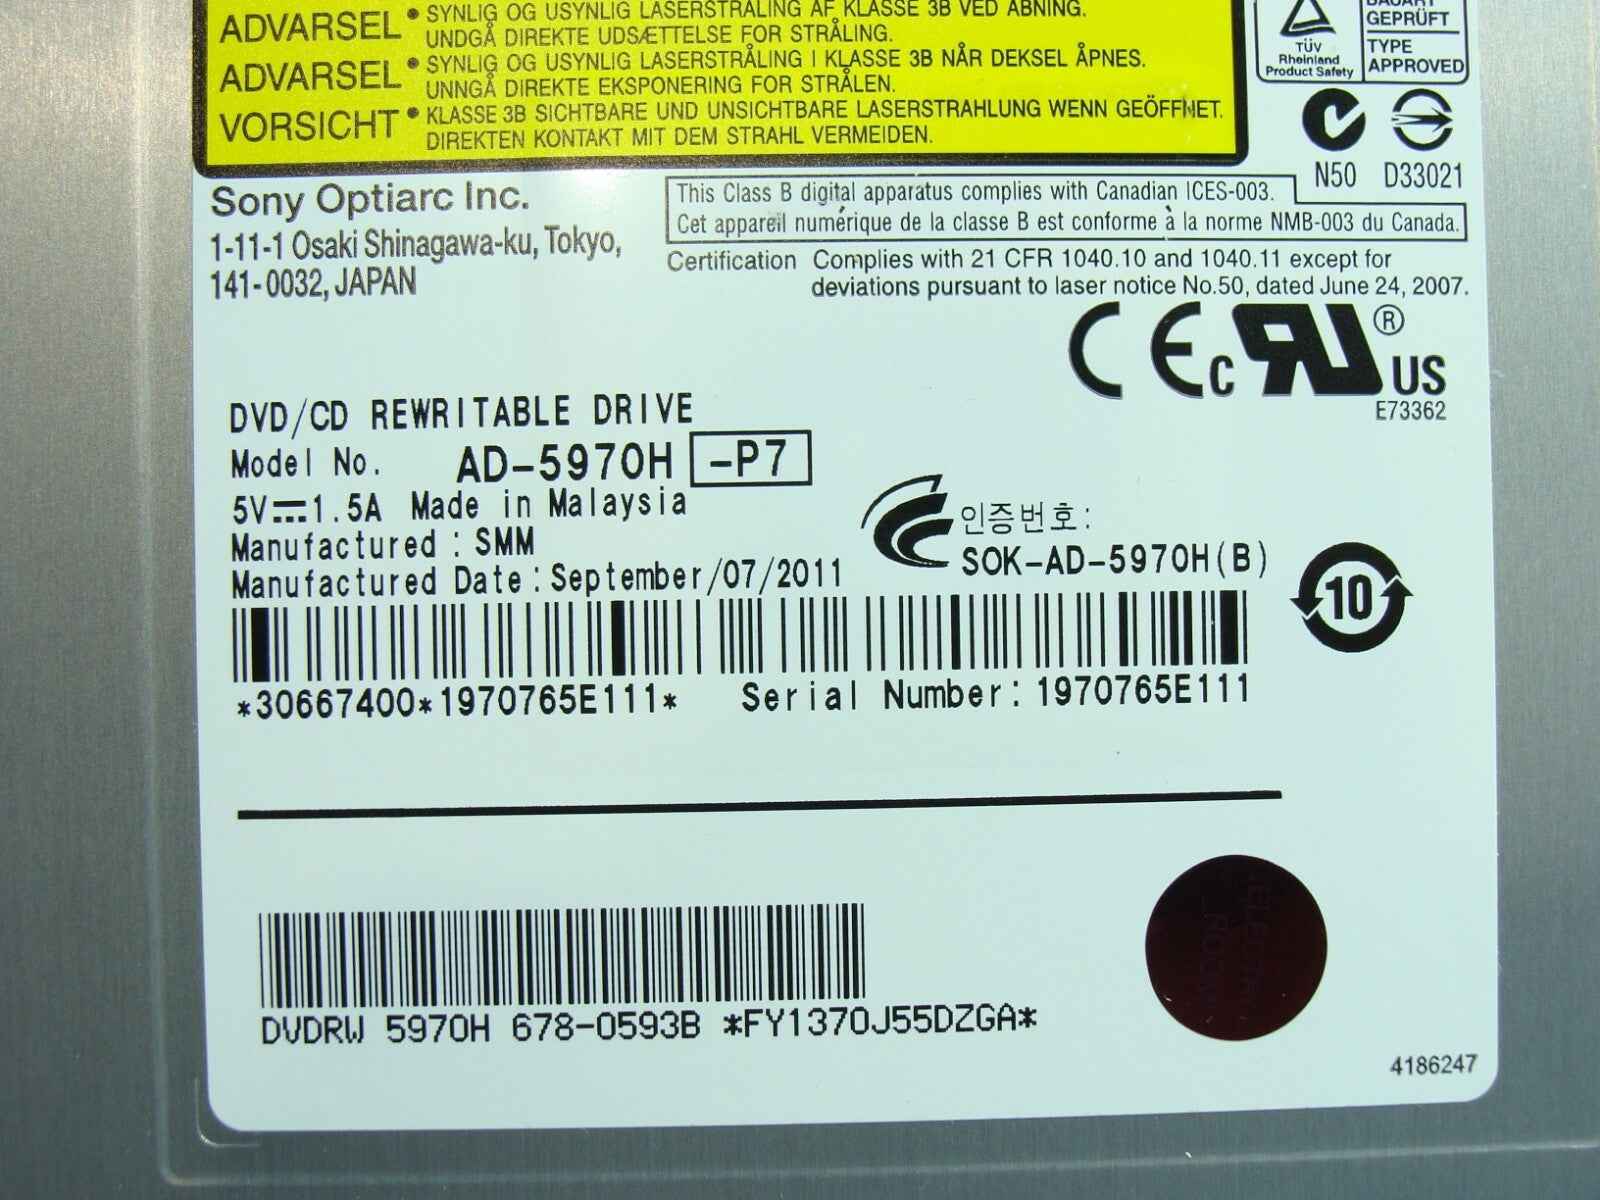 ADVARSEL • SYNLIG OG USYNLIG LASERSTRÅLING AF KLASSE 3B VED ÅBNING.
UNDGÅ DIREKTE UDSÆTTELSE FOR STRÅLING.
ADVARSEL • SYNLIG OG USYNLIG LASERSTRÅLING I KLASSE 3B NÅR DEKSEL ÅPNES.
UNNGÅ DIREKTE EKSPONERING FOR STRÅLEN.
VORSICHT • KLASSE 3B SICHTBARE UND UNSICHTBARE LASERSTRAHLUNG WENN GEÖFFNET.
DIREKTEN KONTAKT MIT DEM STRAHL VERMEIDEN.
BAUART
GEPRÜFT
TYPE
APPROVED
TÜV
Rheinland
Product Safety
N50 D33021
Sony Optiarc Inc.
1-11-1 Osaki Shinagawa-ku, Tokyo,
141-0032, JAPAN
This Class B digital apparatus complies with Canadian ICES-003.
Cet appareil numérique de la classe B est conforme à la norme NMB-003 du Canada.
Certification Complies with 21 CFR 1040.10 and 1040.11 except for
deviations pursuant to laser notice No.50, dated June 24, 2007.
CE c RU ® US
E73362
DVD/CD REWRITABLE DRIVE
Model No. AD-5970H -P7
5V⎓1.5A Made in Malaysia
Manufactured : SMM
Manufactured Date : September/07/2011
인증번호:
SOK-AD-5970H(B)
10
*30667400*1970765E111* Serial Number: 1970765E111
DVDRW 5970H 678-0593B *FY1370J55DZGA*
4186247